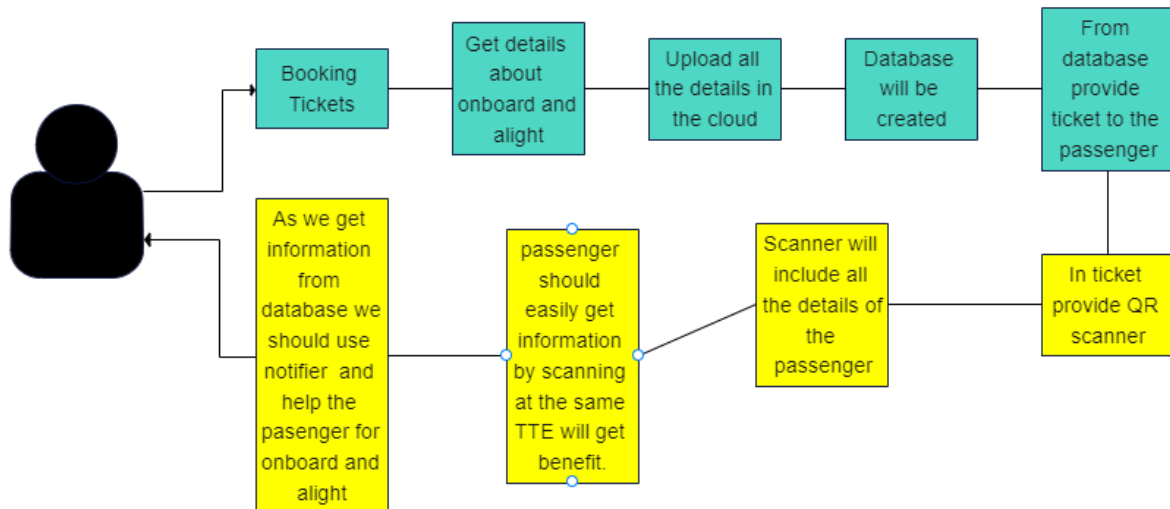 Booking
Tickets
Get details
about
onboard and
alight
Upload all
the details in
the cloud
Database
will be
created
From
database
provide
ticket to the
passenger
In ticket
provide QR
scanner
Scanner will
include all
the details of
the
passenger
passenger
should
easily get
information
by scanning
at the same
TTE will get
benefit.
As we get
information
from
database we
should use
notifier and
help the
pasenger for
onboard and
alight